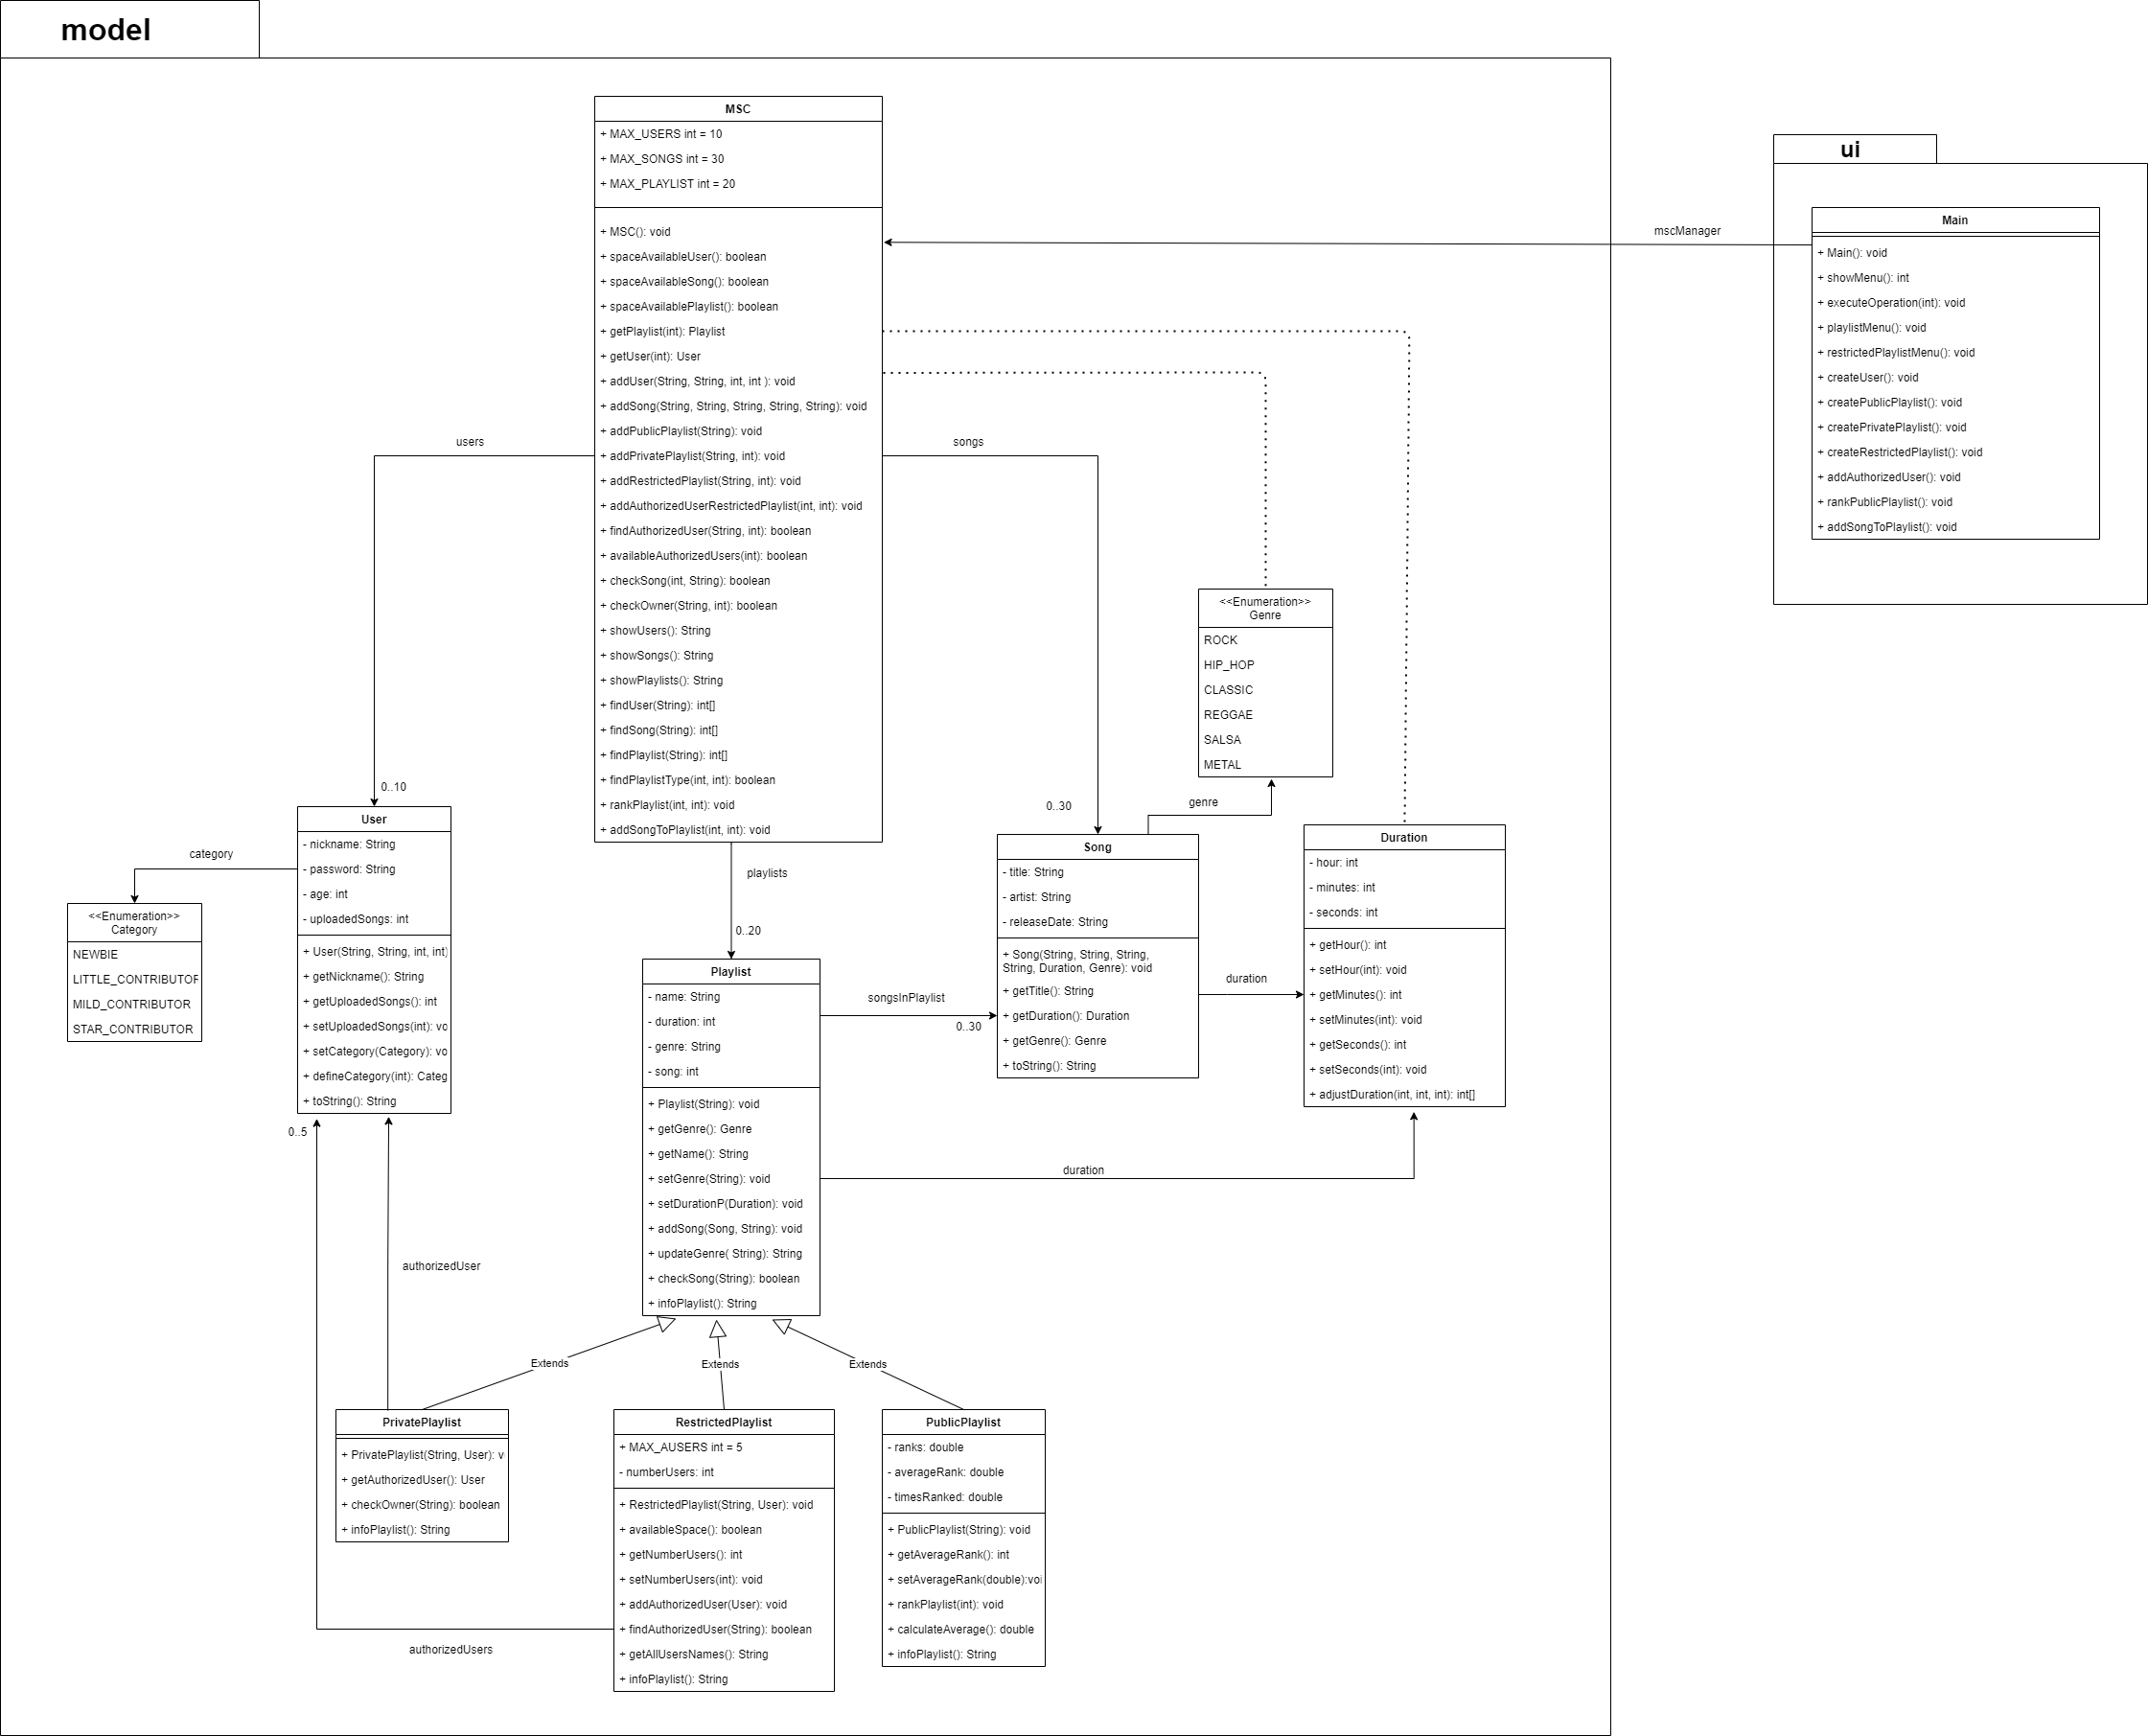 model
MSC
+ MAX_USERS int = 10
+ MAX_SONGS int = 30
+ MAX_PLAYLIST int = 20
+ MSC(): void
+ spaceAvailableUser(): boolean
+ spaceAvailableSong(): boolean
+ spaceAvailablePlaylist(): boolean
+ getPlaylist(int): Playlist
+ getUser(int): User
+ addUser(String, String, int, int ): void
+ addSong(String, String, String, String, String): void
+ addPublicPlaylist(String): void
+ addPrivatePlaylist(String, int): void
+ addRestrictedPlaylist(String, int): void
+ addAuthorizedUserRestrictedPlaylist(int, int): void
+ findAuthorizedUser(String, int): boolean
+ availableAuthorizedUsers(int): boolean
+ checkSong(int, String): boolean
+ checkOwner(String, int): boolean
+ showUsers(): String
+ showSongs(): String
+ showPlaylists(): String
+ findUser(String): int[]
+ findSong(String): int[]
+ findPlaylist(String): int[]
+ findPlaylistType(int, int): boolean
+ rankPlaylist(int, int): void
+ addSongToPlaylist(int, int): void
ui
Main
+ Main(): void
+ showMenu(): int
+ executeOperation(int): void
+ playlistMenu(): void
+ restrictedPlaylistMenu(): void
+ createUser(): void
+ createPublicPlaylist(): void
+ createPrivatePlaylist(): void
+ createRestrictedPlaylist(): void
+ addAuthorizedUser(): void
+ rankPublicPlaylist(): void
+ addSongToPlaylist(): void
mscManager
users
0..10
songs
0..30
playlists
0..20
<<Enumeration>>
Genre
ROCK
HIP_HOP
CLASSIC
REGGAE
SALSA
METAL
genre
category
<<Enumeration>>
Category
NEWBIE
LITTLE_CONTRIBUTOR
MILD_CONTRIBUTOR
STAR_CONTRIBUTOR
User
- nickname: String
- password: String
- age: int
- uploadedSongs: int
+ User(String, String, int, int)
+ getNickname(): String
+ getUploadedSongs(): int
+ setUploadedSongs(int): vo
+ setCategory(Category): vo
+ defineCategory(int): Categ
+ toString(): String
0..5
authorizedUser
Playlist
- name: String
- duration: int
- genre: String
- song: int
+ Playlist(String): void
+ getGenre(): Genre
+ getName(): String
+ setGenre(String): void
+ setDurationP(Duration): void
+ addSong(Song, String): void
+ updateGenre( String): String
+ checkSong(String): boolean
+ infoPlaylist(): String
songsInPlaylist
0..30
Song
- title: String
- artist: String
- releaseDate: String
+ Song(String, String, String,
String, Duration, Genre): void
+ getTitle(): String
+ getDuration(): Duration
+ getGenre(): Genre
+ toString(): String
duration
Duration
- hour: int
- minutes: int
- seconds: int
+ getHour(): int
+ setHour(int): void
+ getMinutes(): int
+ setMinutes(int): void
+ getSeconds(): int
+ setSeconds(int): void
+ adjustDuration(int, int, int): int[]
duration
Extends
Extends
Extends
PrivatePlaylist
+ PrivatePlaylist(String, User): v
+ getAuthorizedUser(): User
+ checkOwner(String): boolean
+ infoPlaylist(): String
RestrictedPlaylist
+ MAX_AUSERS int = 5
- numberUsers: int
+ RestrictedPlaylist(String, User): void
+ availableSpace(): boolean
+ getNumberUsers(): int
+ setNumberUsers(int): void
+ addAuthorizedUser(User): void
+ findAuthorizedUser(String): boolean
+ getAllUsersNames(): String
+ infoPlaylist(): String
PublicPlaylist
- ranks: double
- averageRank: double
- timesRanked: double
+ PublicPlaylist(String): void
+ getAverageRank(): int
+ setAverageRank(double):voi
+ rankPlaylist(int): void
+ calculateAverage(): double
+ infoPlaylist(): String
authorizedUsers